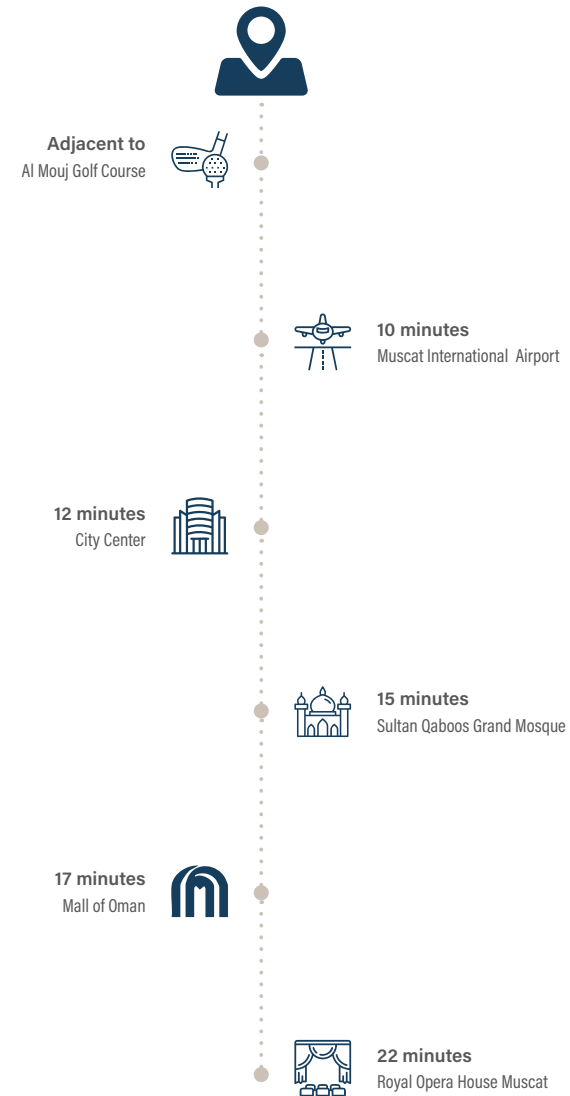 Adjacent to
Al Mouj Golf Course
10 minutes
Muscat International Airport
12 minutes
City Center
15 minutes
Sultan Qaboos Grand Mosque
17 minutes
Mall of Oman
22 minutes
Royal Opera House Muscat